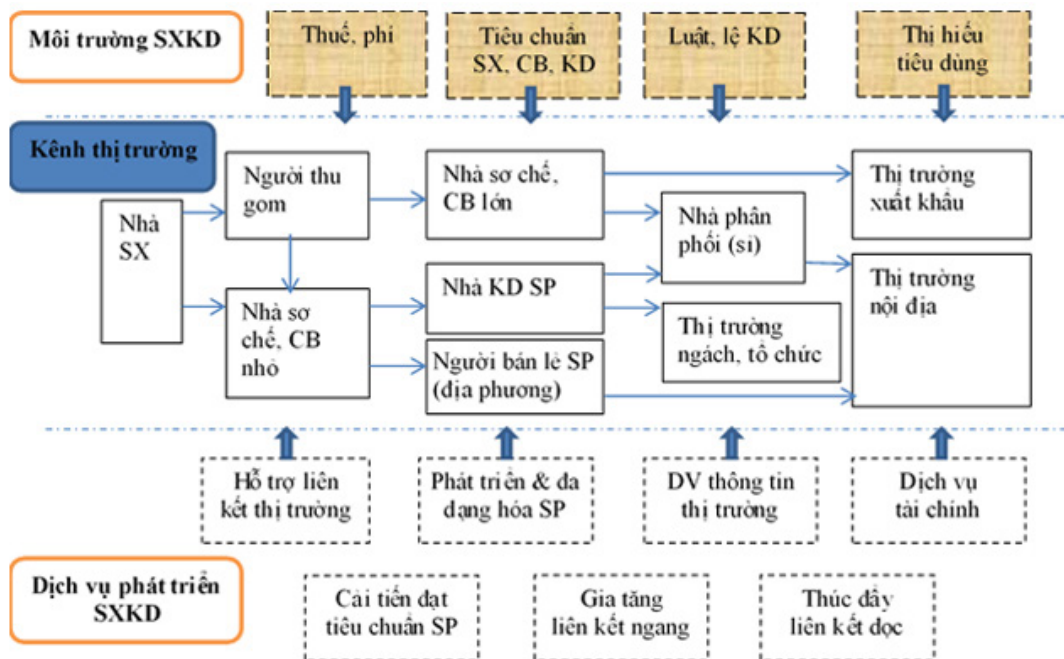 Môi trường SXKD
Thuế, phí
Tiêu chuẩn
SX, CB, KD
Luật, lệ KD
Thị hiếu
tiêu dùng
Kênh thị trường
Nhà
SX
Người thu
gom
Nhà sơ
chế, CB
nhỏ
Nhà sơ chế,
CB lớn
Nhà KD SP
Người bán lẻ SP
(địa phương)
Nhà phân
phối (sỉ)
Thị trường
ngách, tổ chức
Thị trường
xuất khẩu
Thị trường
nội địa
Hỗ trợ liên
kết thị trường
Phát triển & đa
dạng hóa SP
DV thông tin
thị trường
Dịch vụ
tài chính
Dịch vụ phát triển
SXKD
Cải tiến đạt
tiêu chuẩn SP
Gia tăng
liên kết ngang
Thúc đẩy
liên kết dọc